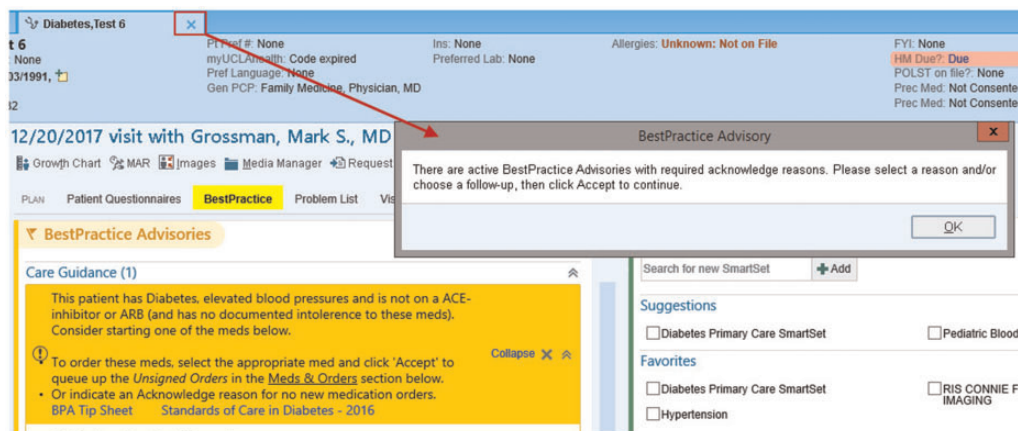 Diabetes,Test 6
t 6
: None
03/1991,
32
Pt Pref #: None
myUCLAhealth: Code expired
Pref Language: None
Gen PCP: Family Medicine, Physician, MD
Ins: None
Preferred Lab: None
Allergies: Unknown: Not on File
FYI: None
HM Due?: Due
POLST on file?: None
Prec Med: Not Consente
Prec Med: Not Consente
12/20/2017 visit with Grossman, Mark S., MD
Growth Chart MAR Images Media Manager Request
PLAN Patient Questionnaires BestPractice Problem List Vis
BestPractice Advisory
x
There are active BestPractice Advisories with required acknowledge reasons. Please select a reason and/or
choose a follow-up, then click Accept to continue.
OK
BestPractice Advisories
Care Guidance (1)
This patient has Diabetes, elevated blood pressures and is not on a ACE-
inhibitor or ARB (and has no documented intolerence to these meds).
Consider starting one of the meds below.
Collapse
To order these meds, select the appropriate med and click 'Accept' to
queue up the Unsigned Orders in the Meds & Orders section below.
• Or indicate an Acknowledge reason for no new medication orders.
BPA Tip Sheet Standards of Care in Diabetes - 2016
Search for new SmartSet Add
Suggestions
Diabetes Primary Care SmartSet Pediatric Blood
Favorites
Diabetes Primary Care SmartSet RIS CONNIE F
IMAGING
Hypertension